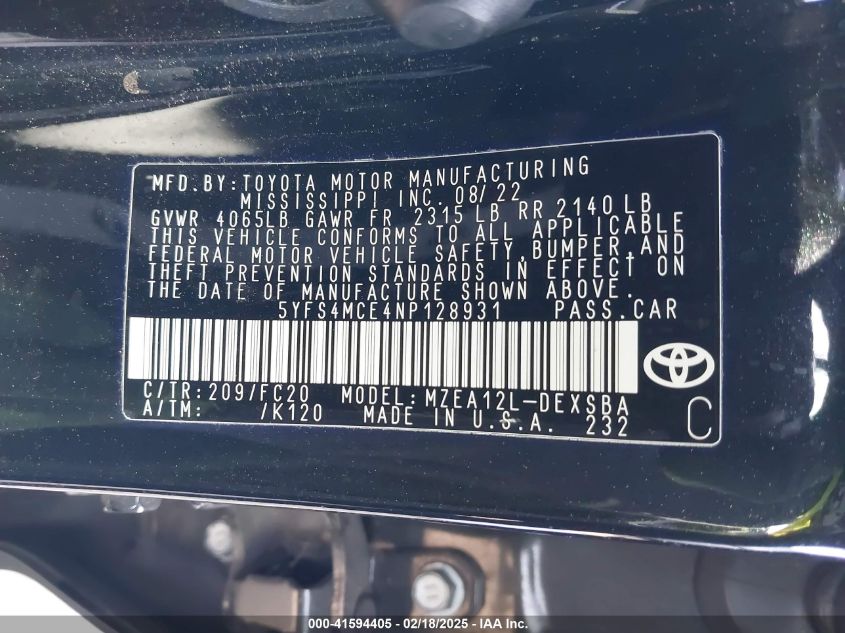 MFD. BY: TOYOTA MOTOR MANUFACTURING
MISSISSIPPI INC. 08/22
GVWR 4065LB GAWR FR 2315 LB RR 2140 LB
THIS VEHICLE CONFORMS TO ALL APPLICABLE
FEDERAL MOTOR VEHICLE SAFETY, BUMPER, AND
THEFT PREVENTION STANDARDS IN EFFECT ON
THE DATE OF MANUFACTURE SHOWN ABOVE.
5YFS4MCE4NP128931 PASS. CAR
C/TR: 209/FC20 MODEL: MZEA12L-DEXSBA
A/TM: /K120 MADE IN U.S.A. 232
C
000-41594405 - 02/18/2025 - IAA Inc.